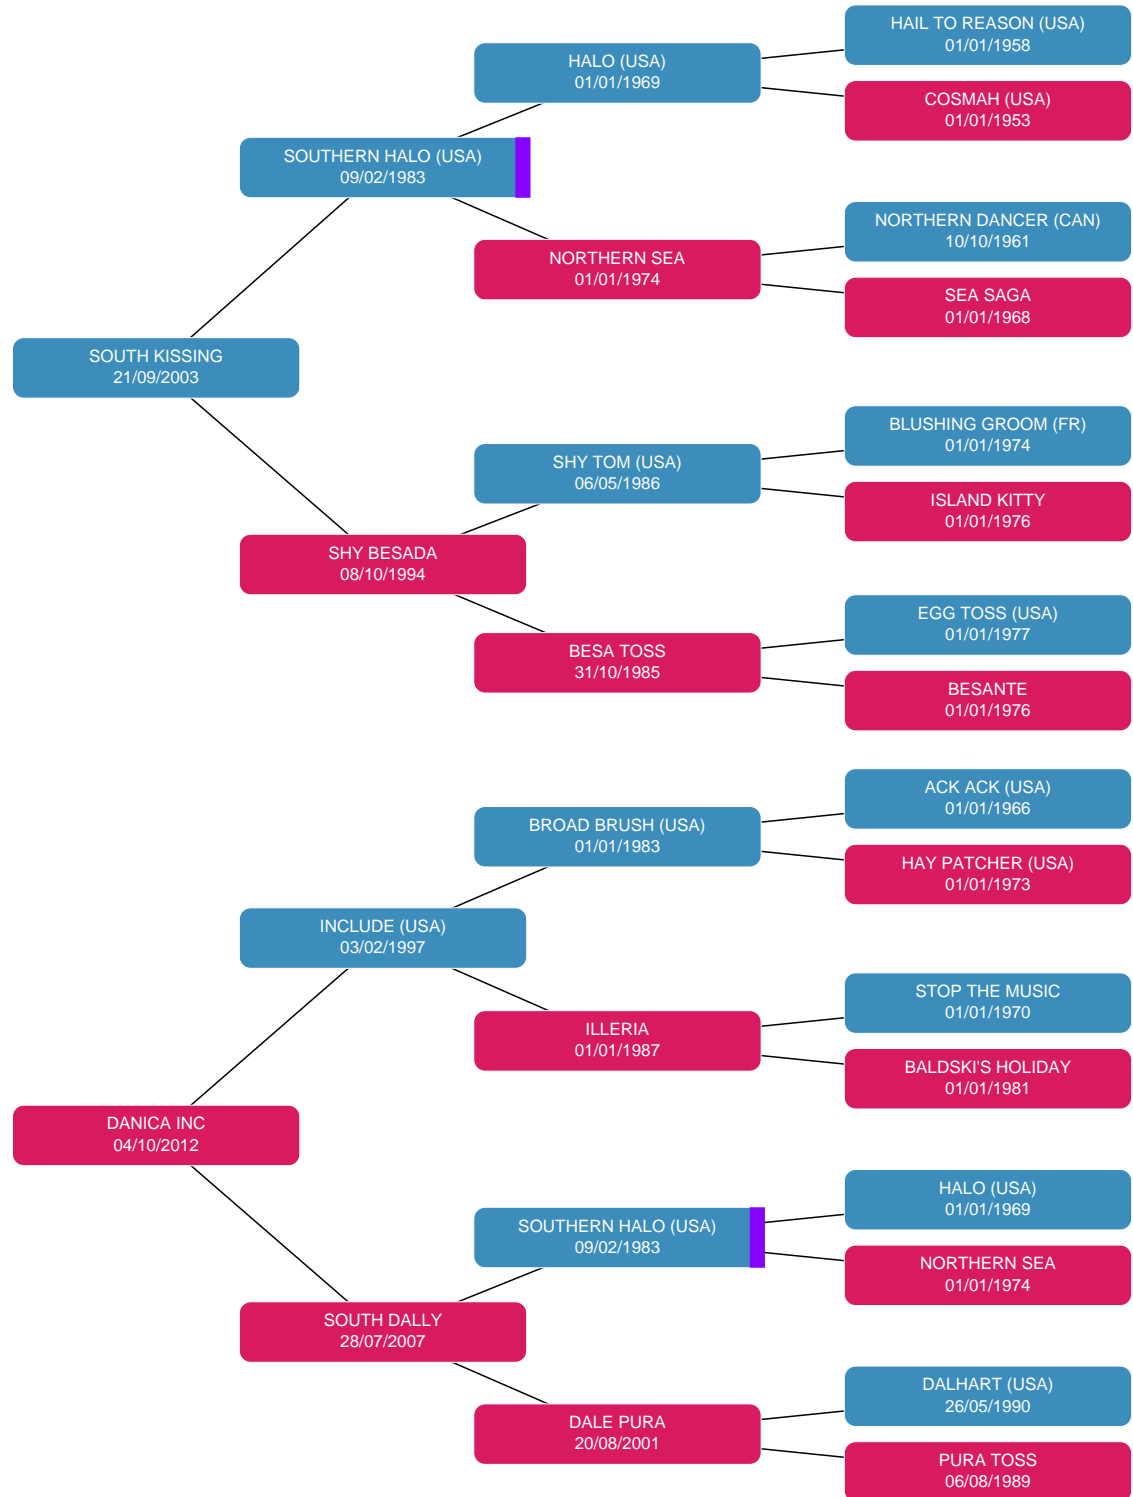 HAIL TO REASON (USA)
01/01/1958
HALO (USA)
01/01/1969
COSMAH (USA)
01/01/1953
SOUTHERN HALO (USA)
09/02/1983
NORTHERN DANCER (CAN)
10/10/1961
NORTHERN SEA
01/01/1974
SEA SAGA
01/01/1968
SOUTH KISSING
21/09/2003
BLUSHING GROOM (FR)
01/01/1974
SHY TOM (USA)
06/05/1986
ISLAND KITTY
01/01/1976
SHY BESADA
08/10/1994
EGG TOSS (USA)
01/01/1977
BESA TOSS
31/10/1985
BESANTE
01/01/1976
ACK ACK (USA)
01/01/1966
BROAD BRUSH (USA)
01/01/1983
HAY PATCHER (USA)
01/01/1973
INCLUDE (USA)
03/02/1997
STOP THE MUSIC
01/01/1970
ILLERIA
01/01/1987
BALDSKI'S HOLIDAY
01/01/1981
DANICA INC
04/10/2012
HALO (USA)
01/01/1969
SOUTHERN HALO (USA)
09/02/1983
NORTHERN SEA
01/01/1974
SOUTH DALLY
28/07/2007
DALHART (USA)
26/05/1990
DALE PURA
20/08/2001
PURA TOSS
06/08/1989